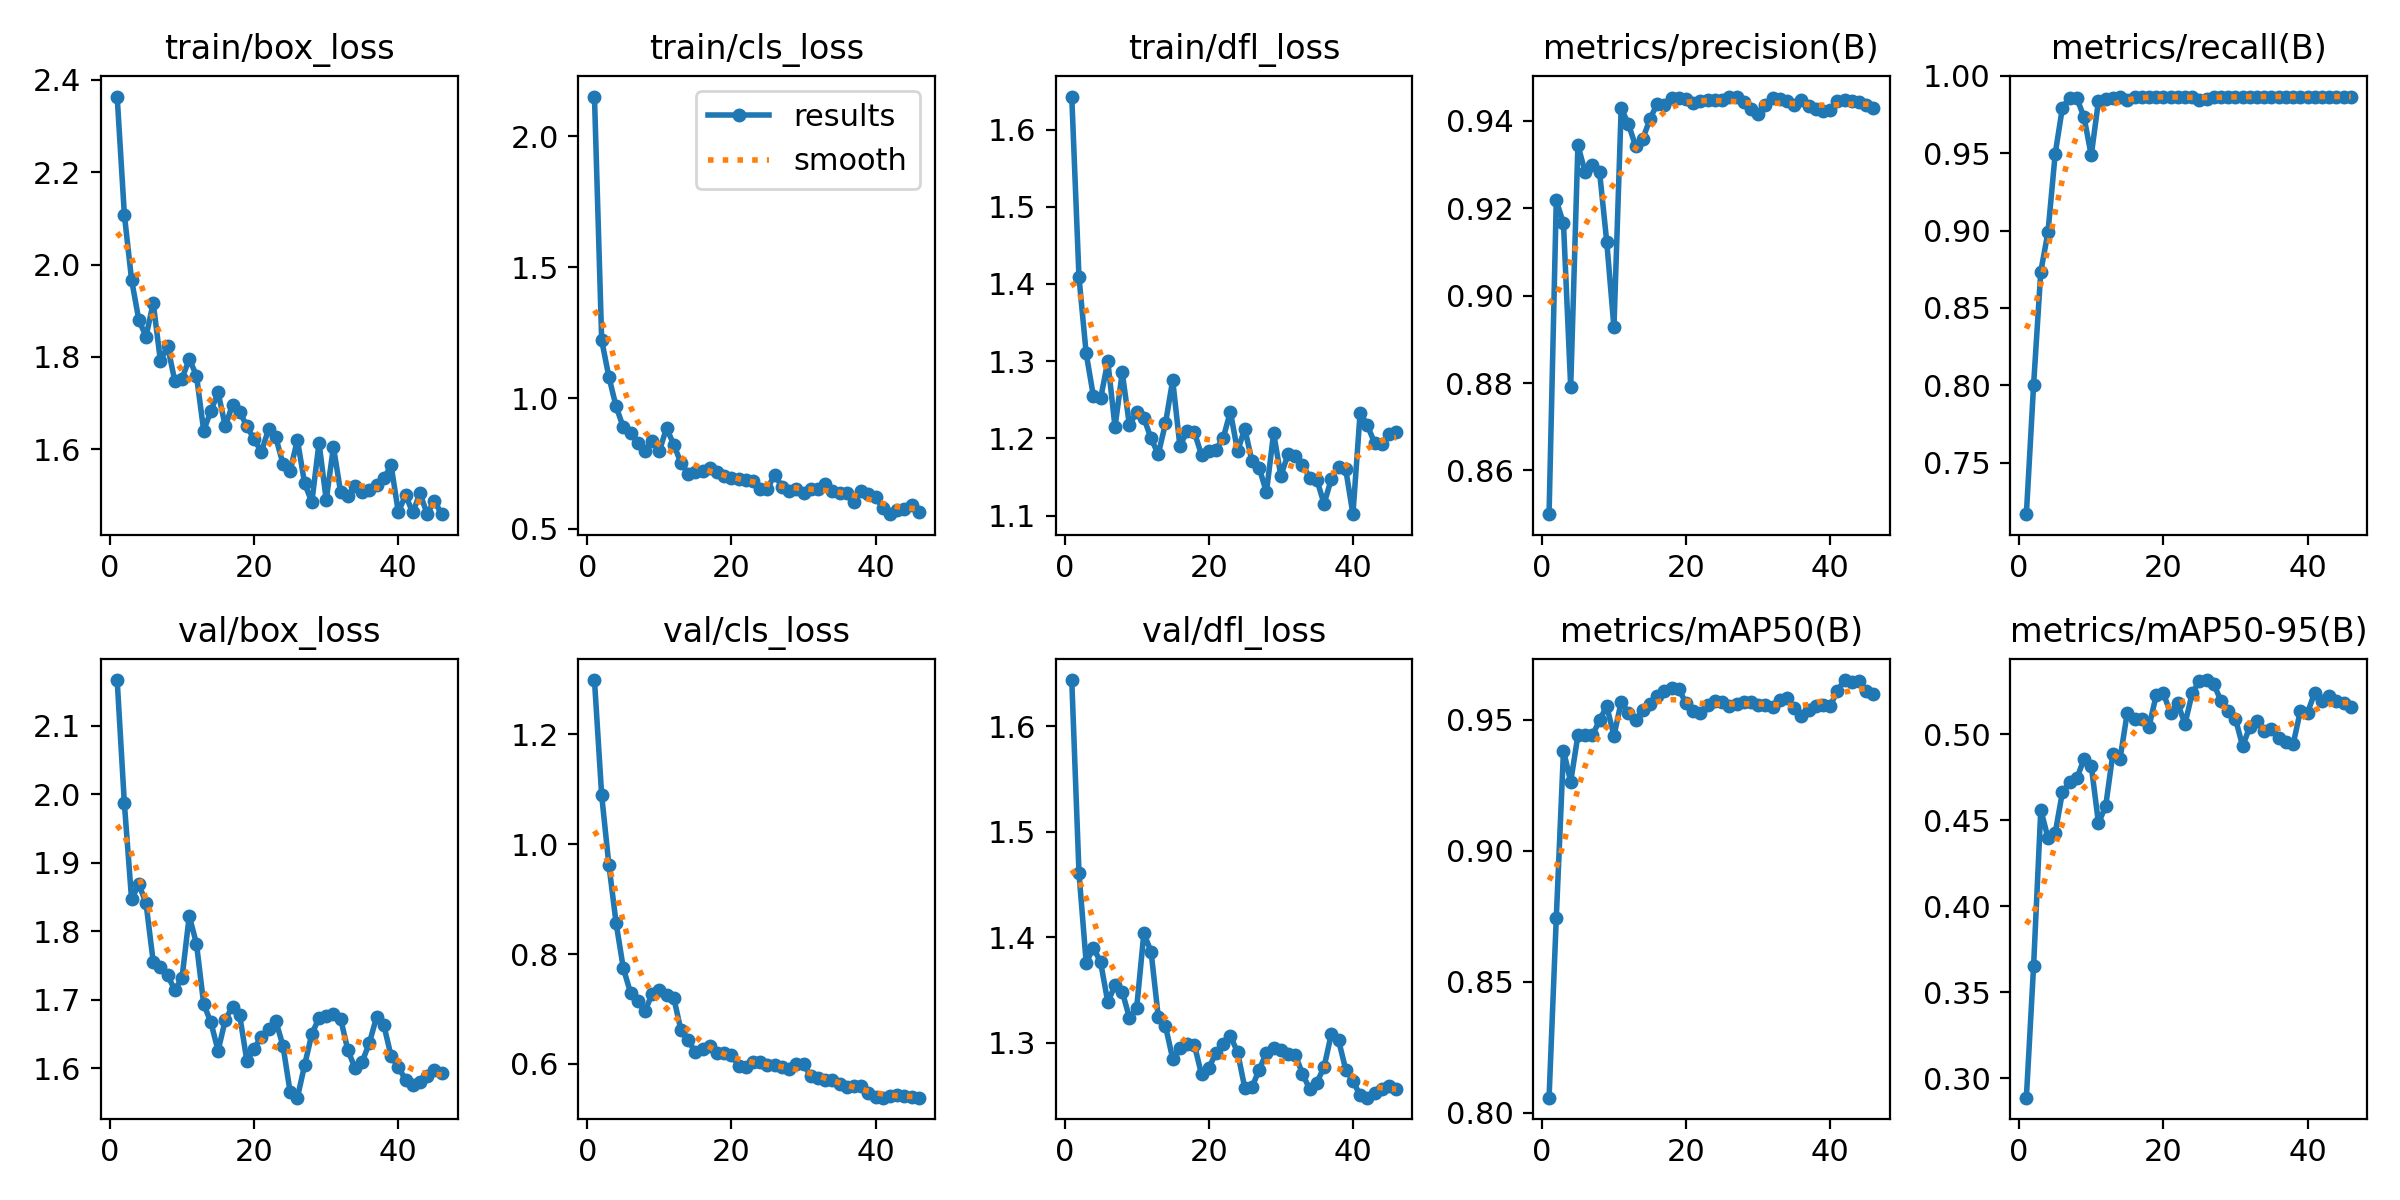 train/box_loss
2.4
2.2
2.0
1.8
1.6
0 20 40
train/cls_loss
results
smooth
2.0
1.5
1.0
0.5
0 20 40
train/dfl_loss
1.6
1.5
1.4
1.3
1.2
1.1
0 20 40
metrics/precision(B)
0.94
0.92
0.90
0.88
0.86
0 20 40
metrics/recall(B)
1.00
0.95
0.90
0.85
0.80
0.75
0 20 40
val/box_loss
2.1
2.0
1.9
1.8
1.7
1.6
0 20 40
val/cls_loss
1.2
1.0
0.8
0.6
0 20 40
val/dfl_loss
1.6
1.5
1.4
1.3
0 20 40
metrics/mAP50(B)
0.95
0.90
0.85
0.80
0 20 40
metrics/mAP50-95(B)
0.50
0.45
0.40
0.35
0.30
0 20 40